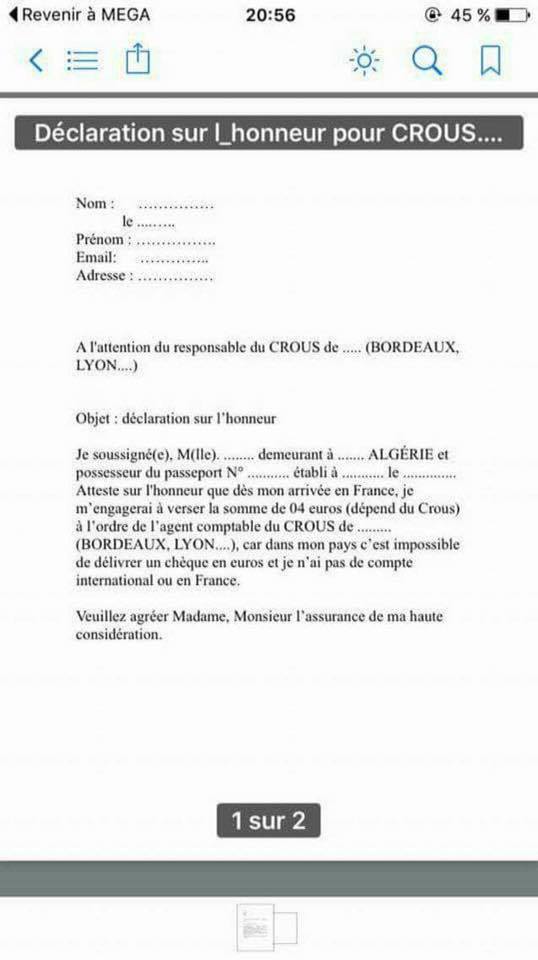 Revenir à MEGA 20:56 45 %
Déclaration sur l_honneur pour CROUS....
Nom : ...............
le .........
Prénom : ................
Email: ..............
Adresse : ...............
A l'attention du responsable du CROUS de ..... (BORDEAUX,
LYON....)
Objet : déclaration sur l'honneur
Je soussigné(e), M(lle). ........ demeurant à ....... ALGÉRIE et
possesseur du passeport N° ........... établi à ........... le ..............
Atteste sur l'honneur que dès mon arrivée en France, je
m'engagerai à verser la somme de 04 euros (dépend du Crous)
à l'ordre de l'agent comptable du CROUS de .........
(BORDEAUX, LYON....), car dans mon pays c'est impossible
de délivrer un chèque en euros et je n'ai pas de compte
international ou en France.
Veuillez agréer Madame, Monsieur l'assurance de ma haute
considération.
1 sur 2